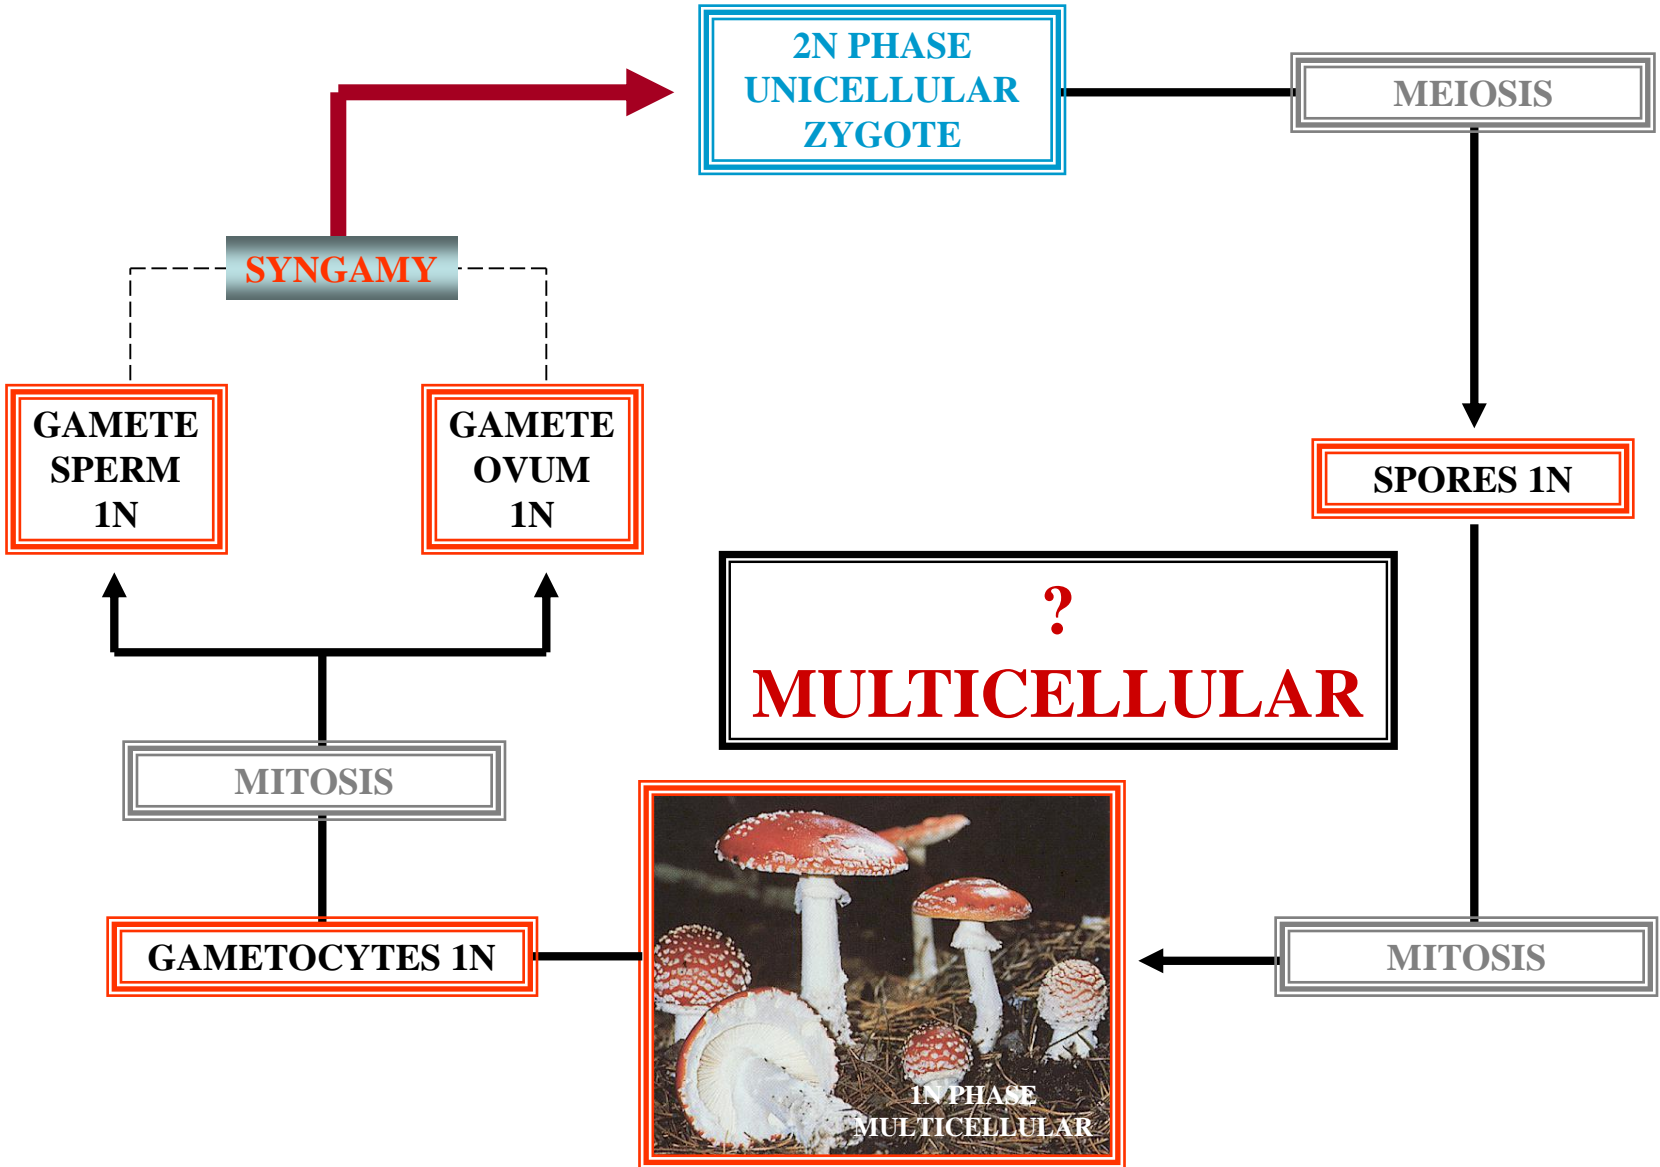 2N PHASE
UNICELLULAR
ZYGOTE
MEIOSIS
SYNGAMY
GAMETE
SPERM
1N
GAMETE
OVUM
1N
SPORES 1N
?
MULTICELLULAR
MITOSIS
GAMETOCYTES 1N
MITOSIS
1N PHASE
MULTICELLULAR